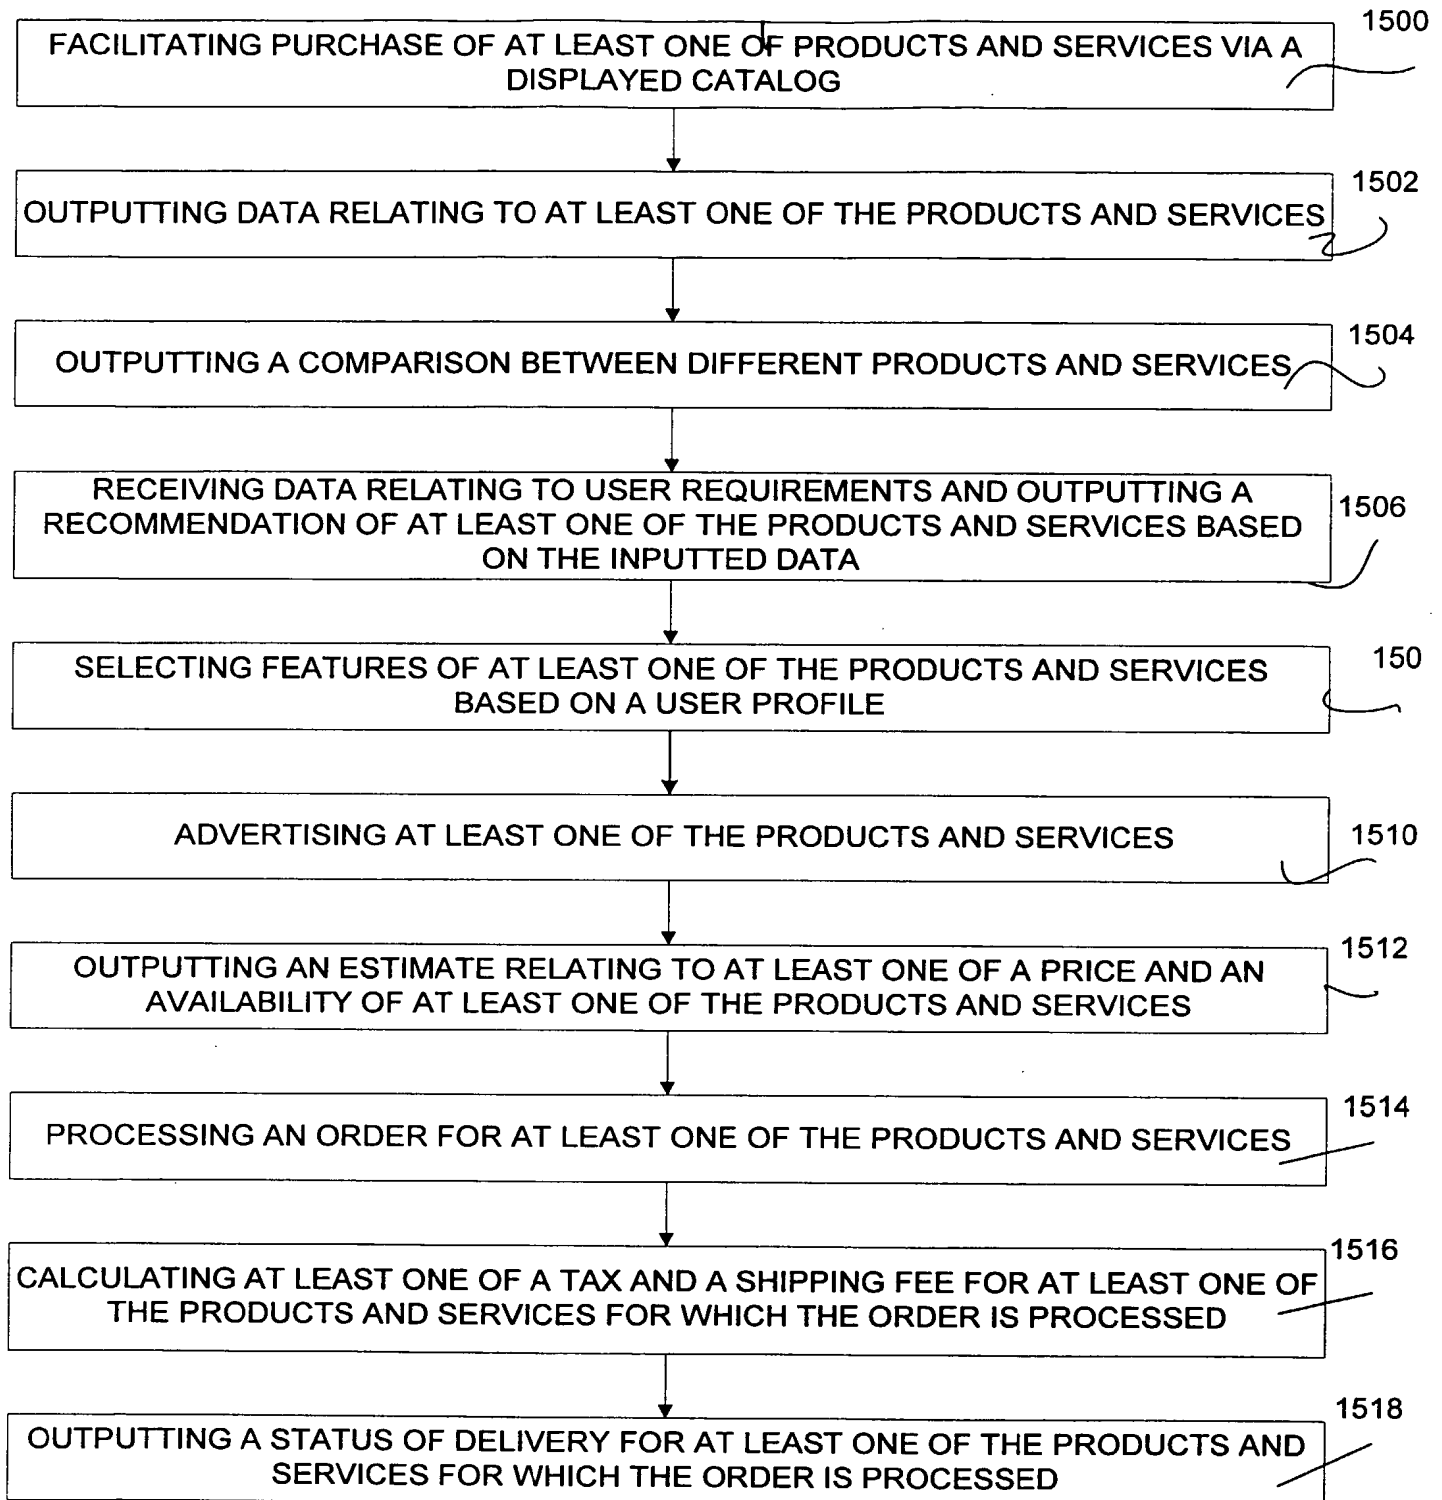 1500
FACILITATING PURCHASE OF AT LEAST ONE OF PRODUCTS AND SERVICES VIA A
DISPLAYED CATALOG
1502
OUTPUTTING DATA RELATING TO AT LEAST ONE OF THE PRODUCTS AND SERVICES
1504
OUTPUTTING A COMPARISON BETWEEN DIFFERENT PRODUCTS AND SERVICES
RECEIVING DATA RELATING TO USER REQUIREMENTS AND OUTPUTTING A
RECOMMENDATION OF AT LEAST ONE OF THE PRODUCTS AND SERVICES BASED
ON THE INPUTTED DATA
1506
SELECTING FEATURES OF AT LEAST ONE OF THE PRODUCTS AND SERVICES
BASED ON A USER PROFILE
150
ADVERTISING AT LEAST ONE OF THE PRODUCTS AND SERVICES
1510
1512
OUTPUTTING AN ESTIMATE RELATING TO AT LEAST ONE OF A PRICE AND AN
AVAILABILITY OF AT LEAST ONE OF THE PRODUCTS AND SERVICES
1514
PROCESSING AN ORDER FOR AT LEAST ONE OF THE PRODUCTS AND SERVICES
1516
CALCULATING AT LEAST ONE OF A TAX AND A SHIPPING FEE FOR AT LEAST ONE OF
THE PRODUCTS AND SERVICES FOR WHICH THE ORDER IS PROCESSED
1518
OUTPUTTING A STATUS OF DELIVERY FOR AT LEAST ONE OF THE PRODUCTS AND
SERVICES FOR WHICH THE ORDER IS PROCESSED